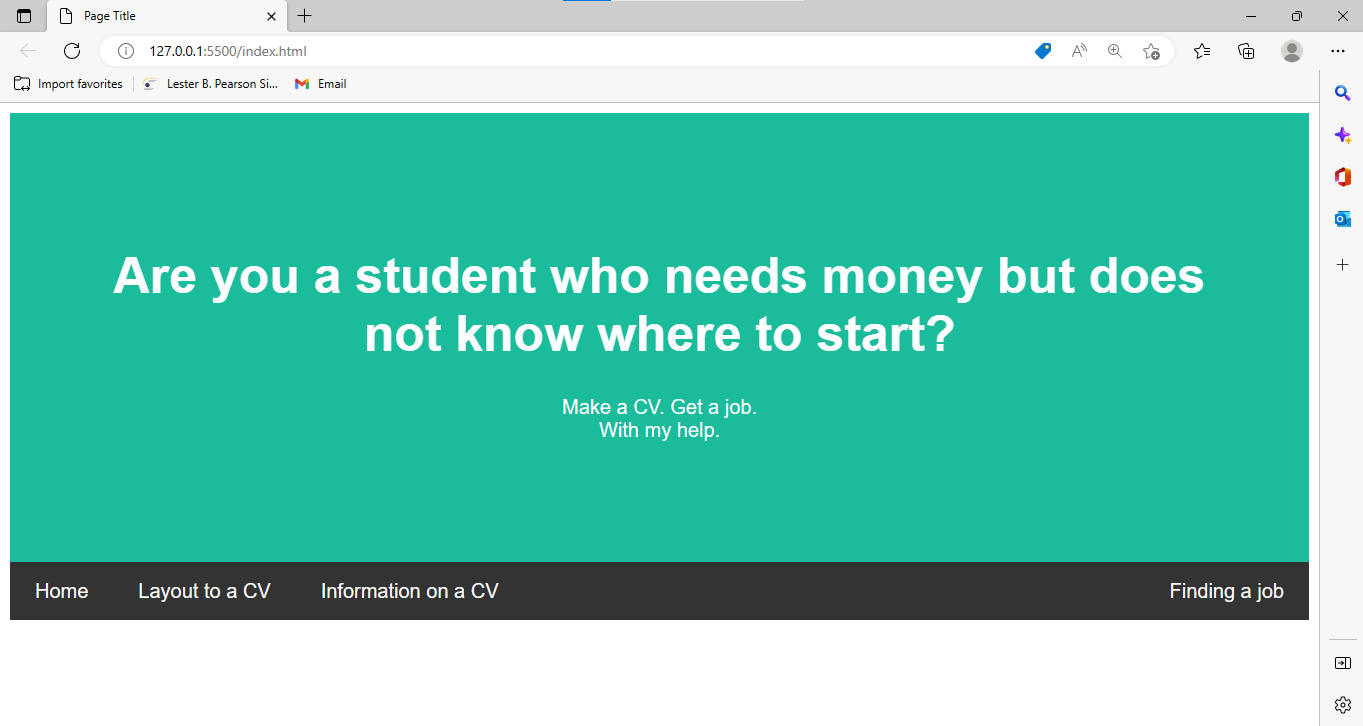 Page Title
127.0.0.1:5500/index.html
Import favorites
Lester B. Pearson Si...
Email
Are you a student who needs money but does
not know where to start?
Make a CV. Get a job.
With my help.
Home
Layout to a CV
Information on a CV
Finding a job